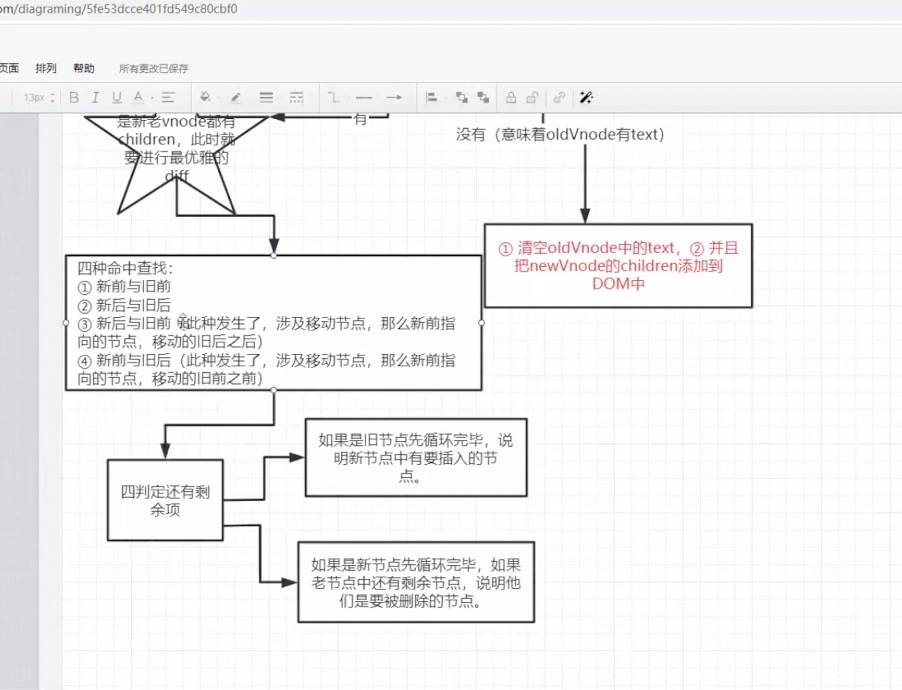 om/diagraming/5fe53dcce401fd549c80cbf0
页面 排列 帮助 所有更改已保存
13px B I U A
是新老vnode都有
children，此时就
要进行最优雅的
diff
有
没有（意味着oldVnode有text）
① 清空oldVnode中的text，② 并且
把newVnode的children添加到
DOM中
四种命中查找：
① 新前与旧前
② 新后与旧后
③ 新后与旧前（此种发生了，涉及移动节点，那么新前指
向的节点，移动的旧后之后）
④ 新前与旧后（此种发生了，涉及移动节点，那么新前指
向的节点，移动的旧前之前）
四判定还有剩
余项
如果是旧节点先循环完毕，说
明新节点中有要插入的节
点。
如果是新节点先循环完毕，如果
老节点中还有剩余节点，说明他
们是要被删除的节点。